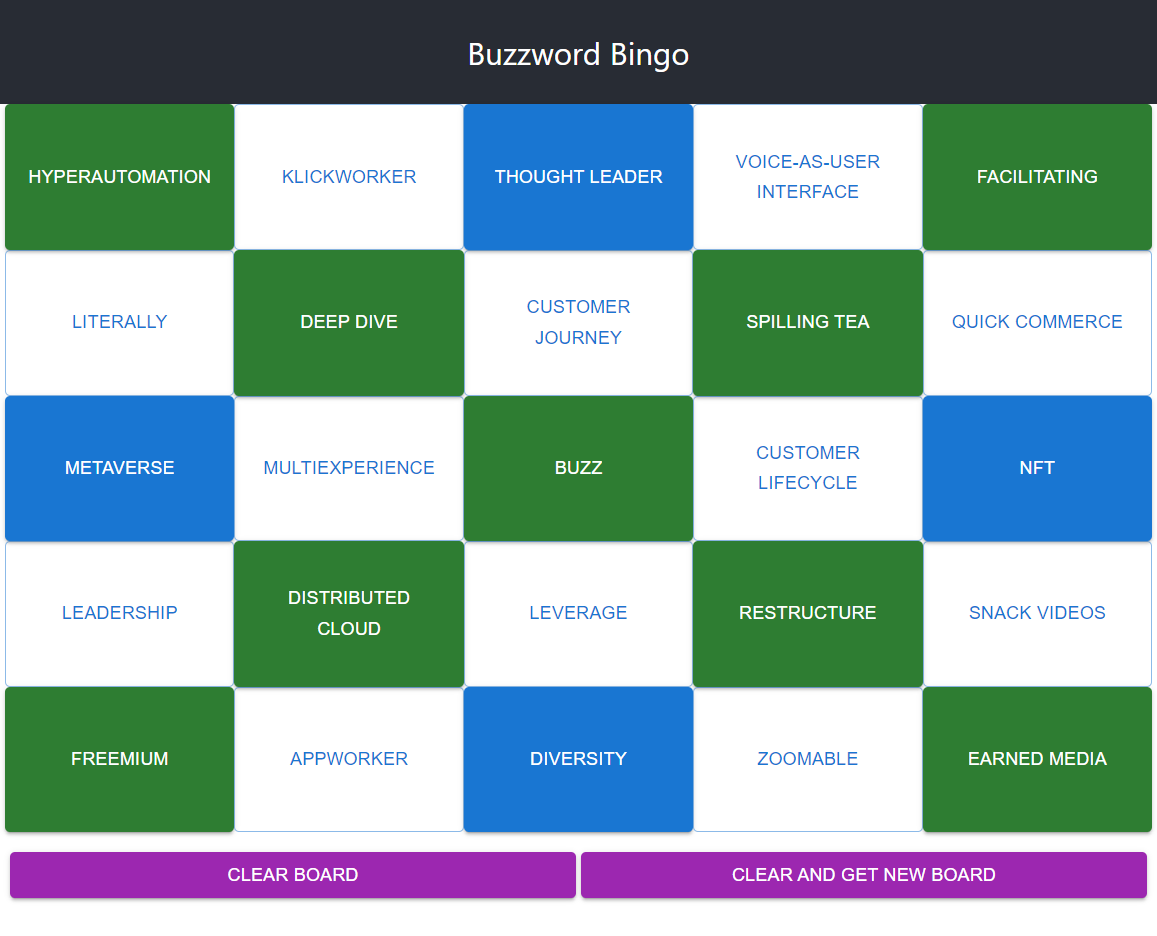 Buzzword Bingo
HYPERAUTOMATION
KLICKWORKER
THOUGHT LEADER
VOICE-AS-USER
INTERFACE
FACILITATING
LITERALLY
DEEP DIVE
CUSTOMER
JOURNEY
SPILLING TEA
QUICK COMMERCE
METAVERSE
MULTIEXPERIENCE
BUZZ
CUSTOMER
LIFECYCLE
NFT
LEADERSHIP
DISTRIBUTED
CLOUD
LEVERAGE
RESTRUCTURE
SNACK VIDEOS
FREEMIUM
APPWORKER
DIVERSITY
ZOOMABLE
EARNED MEDIA
CLEAR BOARD
CLEAR AND GET NEW BOARD